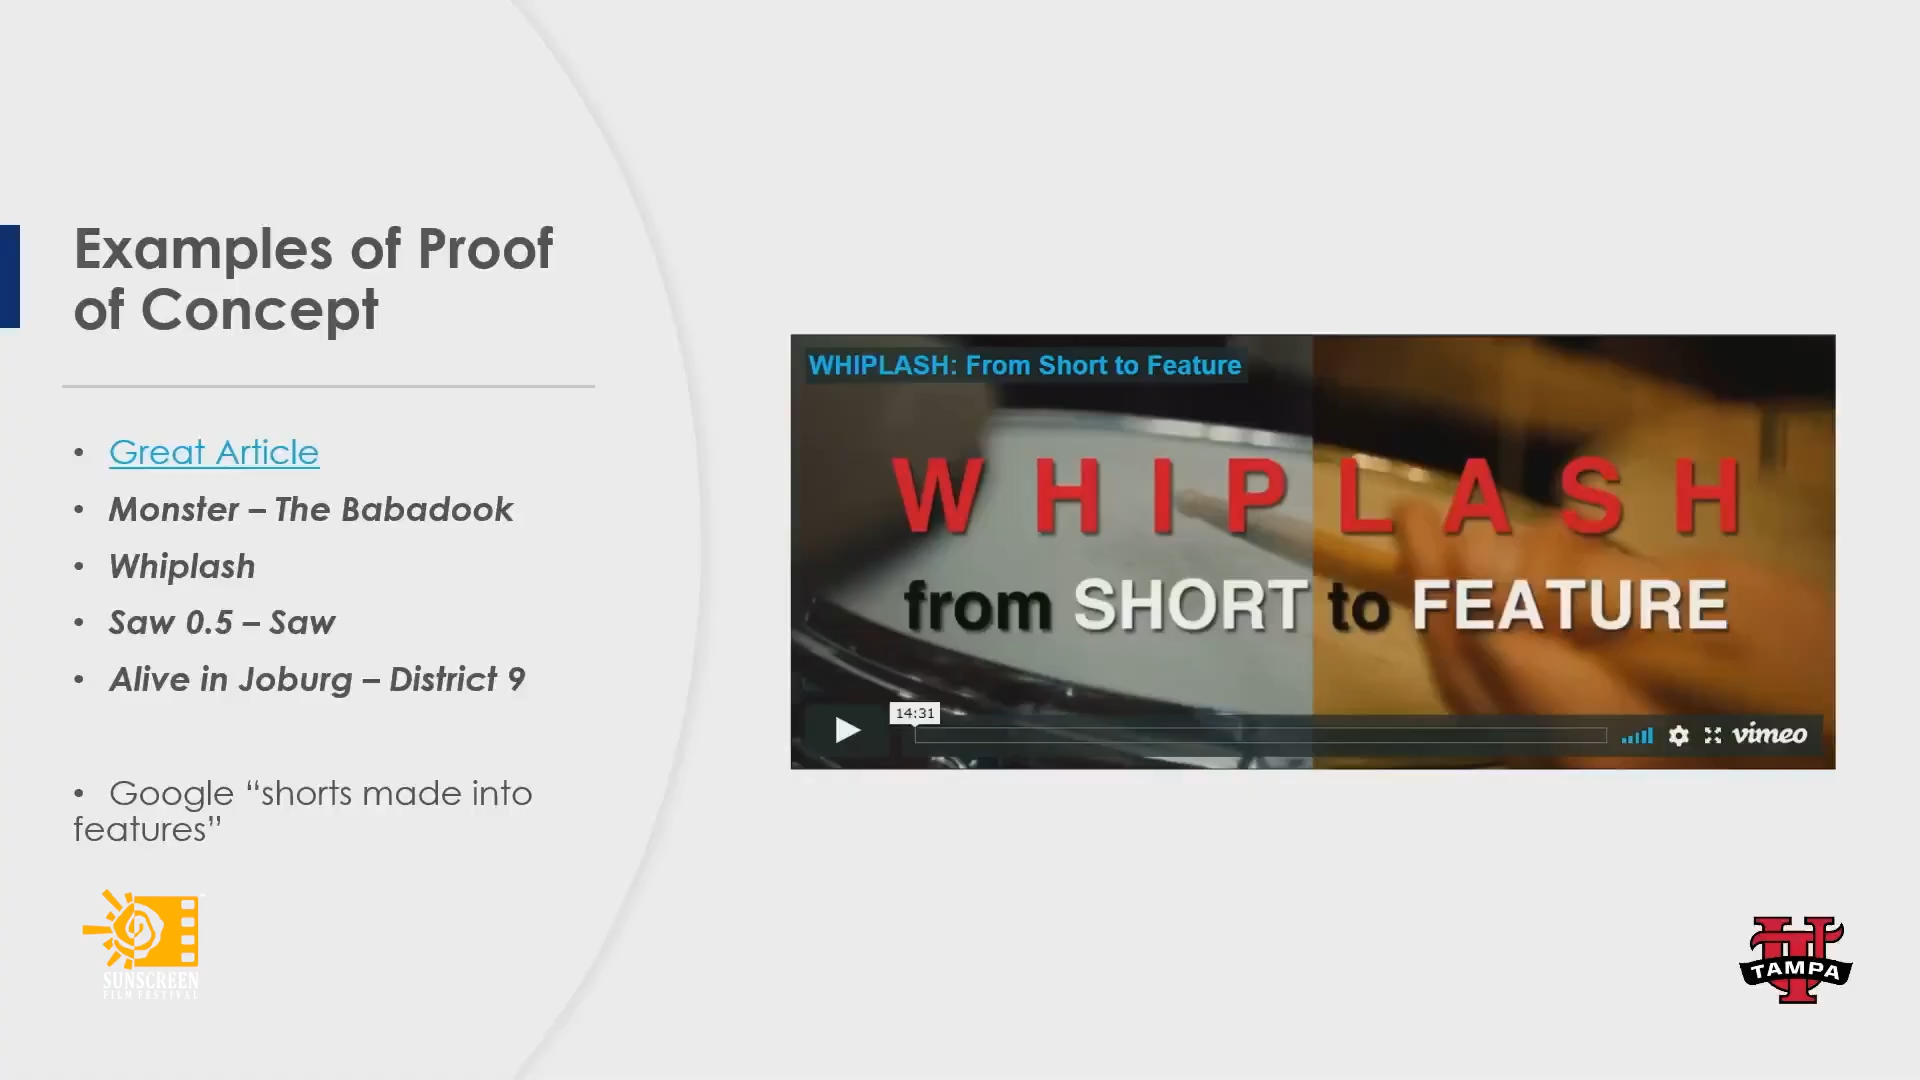 Examples of Proof
of Concept
• Great Article
• Monster – The Babadook
• Whiplash
• Saw 0.5 – Saw
• Alive in Joburg – District 9
• Google “shorts made into
features”
SUNSCREEN
FILM FESTIVAL
WHIPLASH: From Short to Feature
WHIPLASH
from SHORT to FEATURE
14:31
vimeo
UT
TAMPA